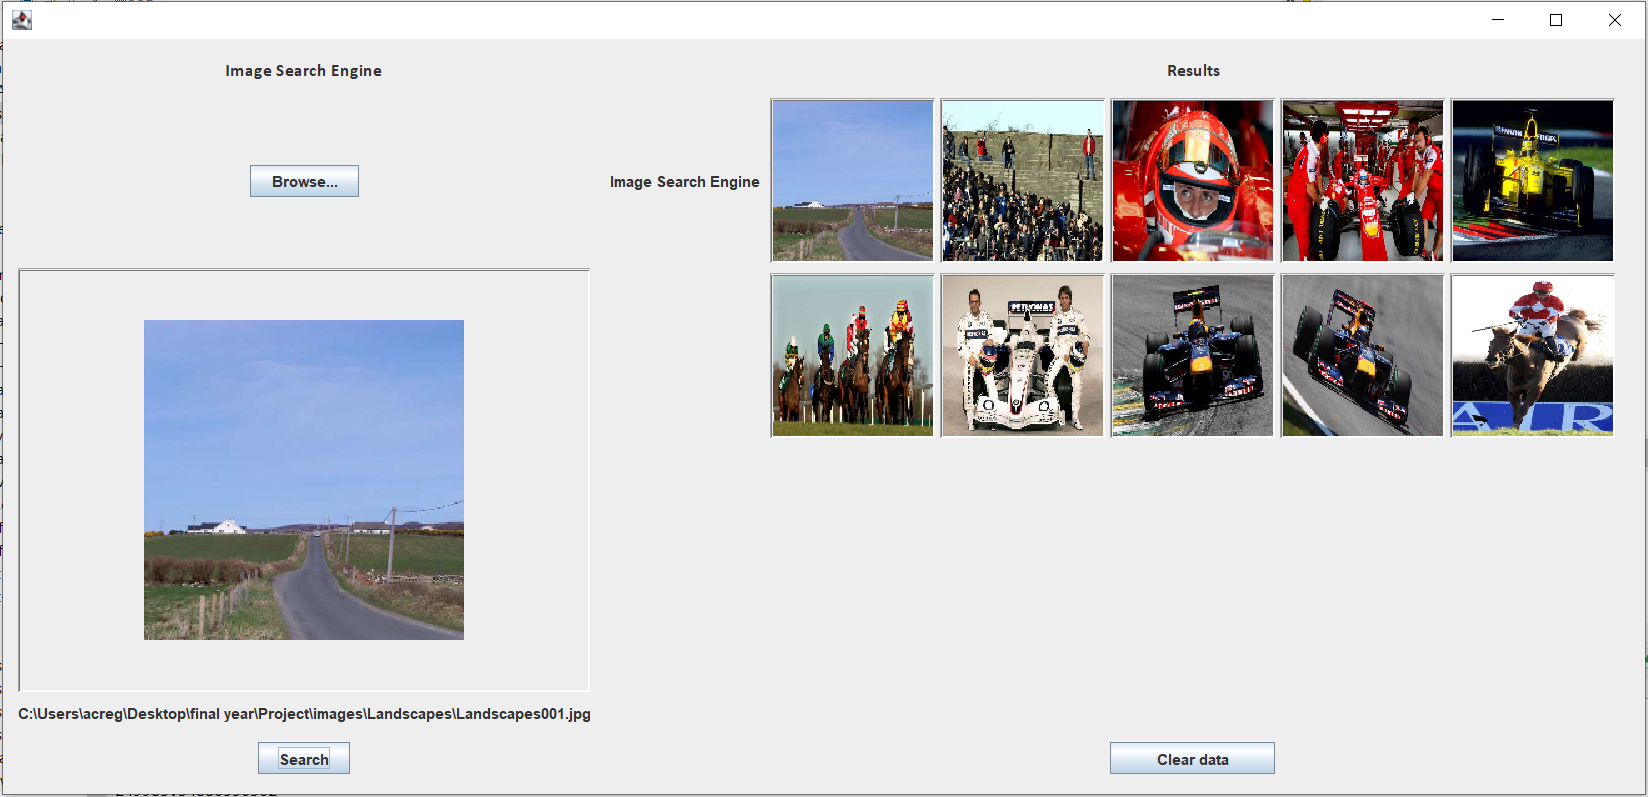 Image Search Engine
Results
Browse...
Image Search Engine
PETRONAS
A I R
C:\Users\acreg\Desktop\final year\Project\images\Landscapes\Landscapes001.jpg
Search
Clear data